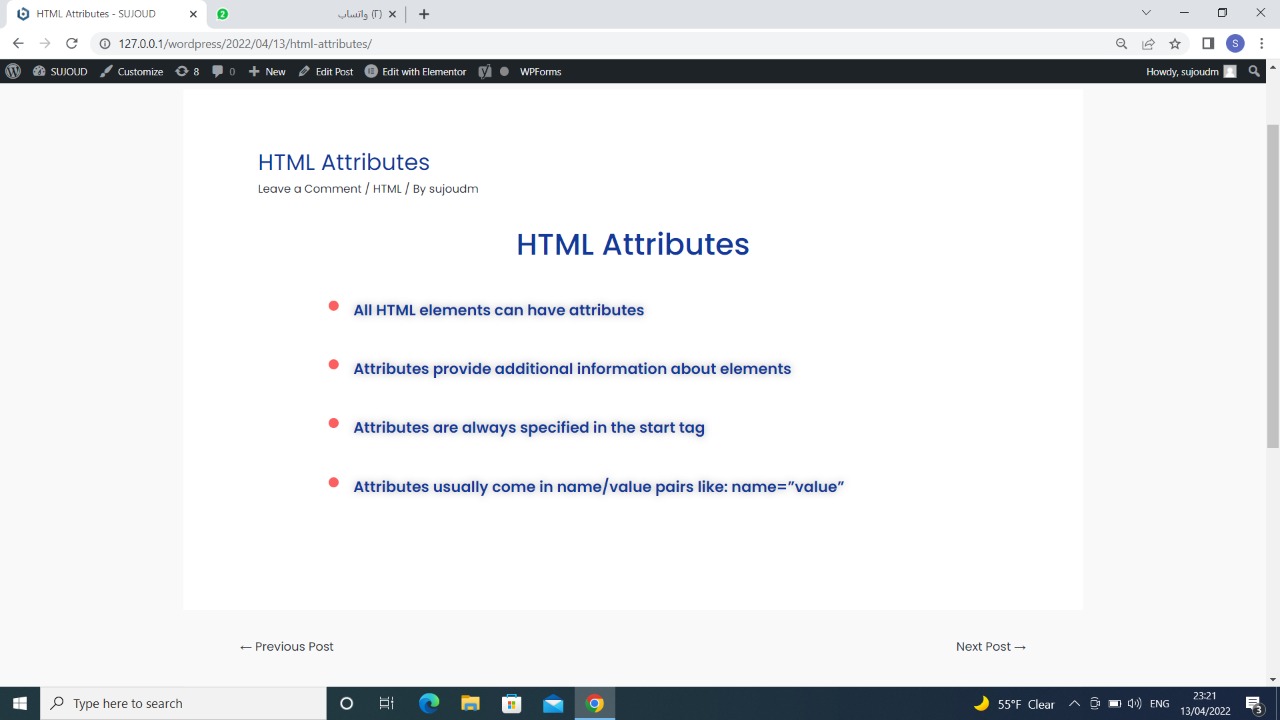 HTML Attributes - SUJOUD
2
(٢) واتساب
127.0.0.1/wordpress/2022/04/13/html-attributes/
S
SUJOUD Customize 8 0 New Edit Post Edit with Elementor WPForms Howdy, sujoudm
HTML Attributes
Leave a Comment / HTML / By sujoudm
HTML Attributes
All HTML elements can have attributes
Attributes provide additional information about elements
Attributes are always specified in the start tag
Attributes usually come in name/value pairs like: name=”value”
← Previous Post
Next Post →
Type here to search
55°F Clear
ENG
23:21
13/04/2022
3